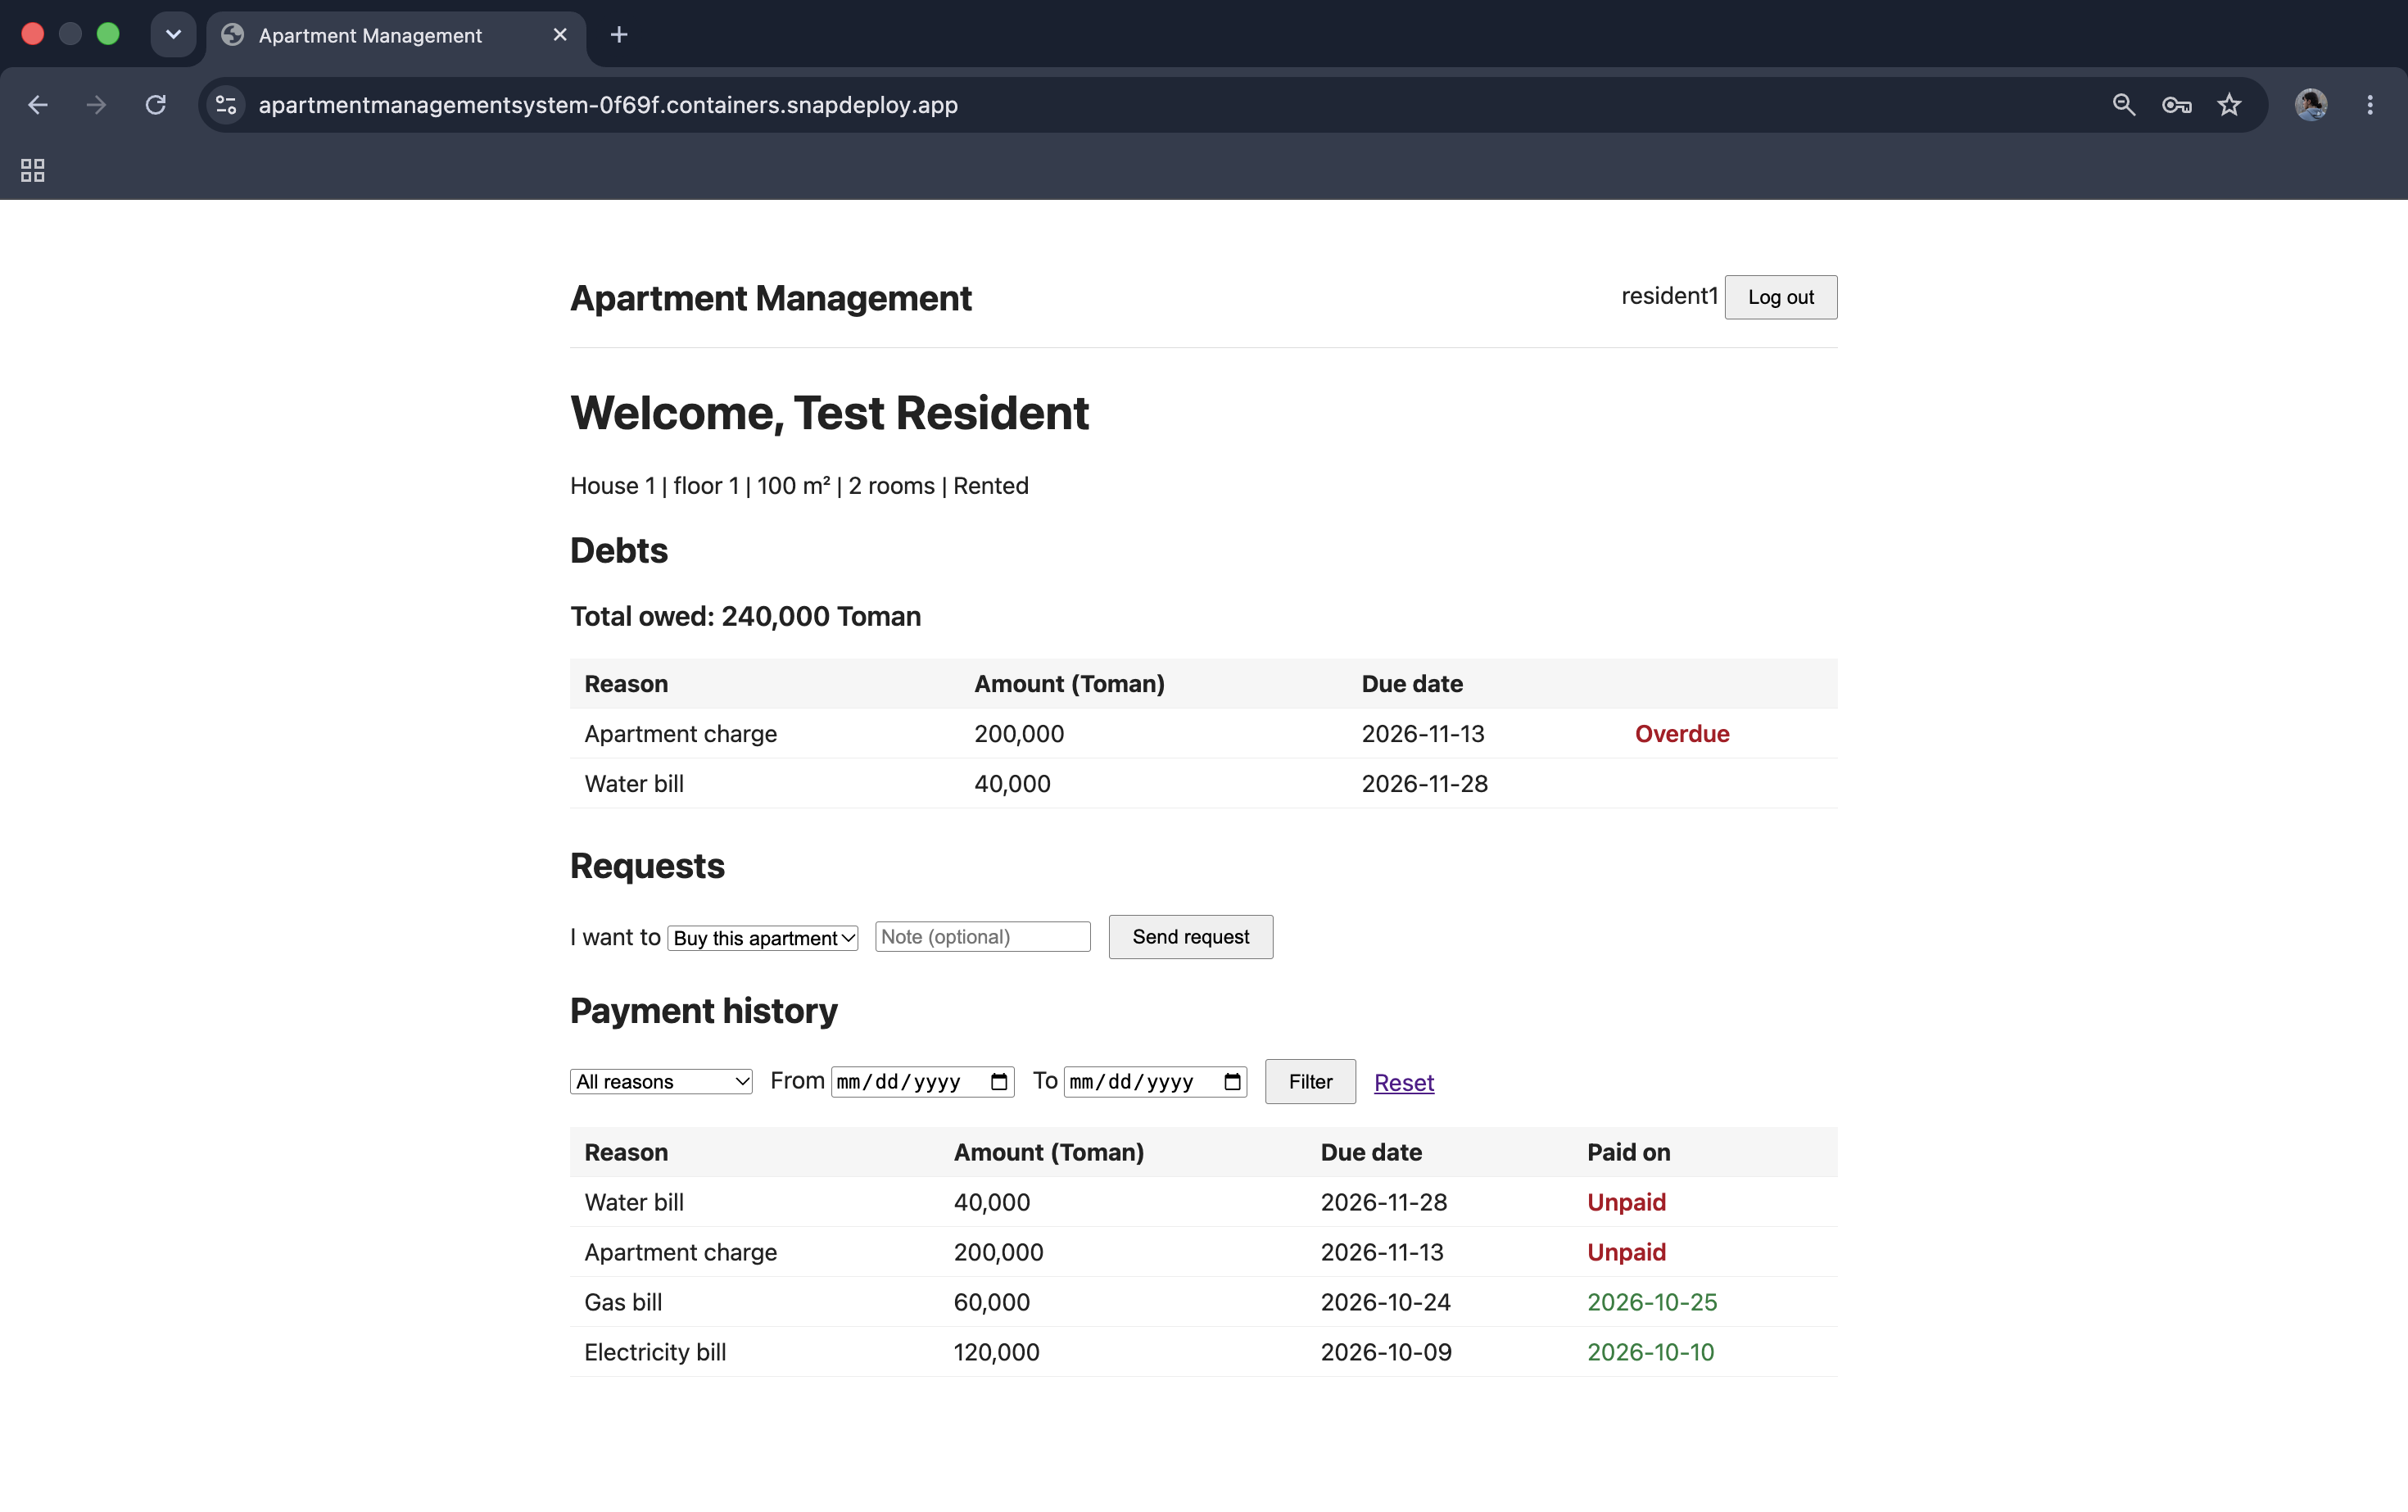 Apartment Management
apartmentmanagementsystem-0f69f.containers.snapdeploy.app
Apartment Management
resident1 Log out
Welcome, Test Resident
House 1 | floor 1 | 100 m² | 2 rooms | Rented
Debts
Total owed: 240,000 Toman
Reason Amount (Toman) Due date
Apartment charge 200,000 2026-11-13 Overdue
Water bill 40,000 2026-11-28
Requests
I want to Buy this apartment Note (optional) Send request
Payment history
All reasons From mm/dd/yyyy To mm/dd/yyyy Filter Reset
Reason Amount (Toman) Due date Paid on
Water bill 40,000 2026-11-28 Unpaid
Apartment charge 200,000 2026-11-13 Unpaid
Gas bill 60,000 2026-10-24 2026-10-25
Electricity bill 120,000 2026-10-09 2026-10-10